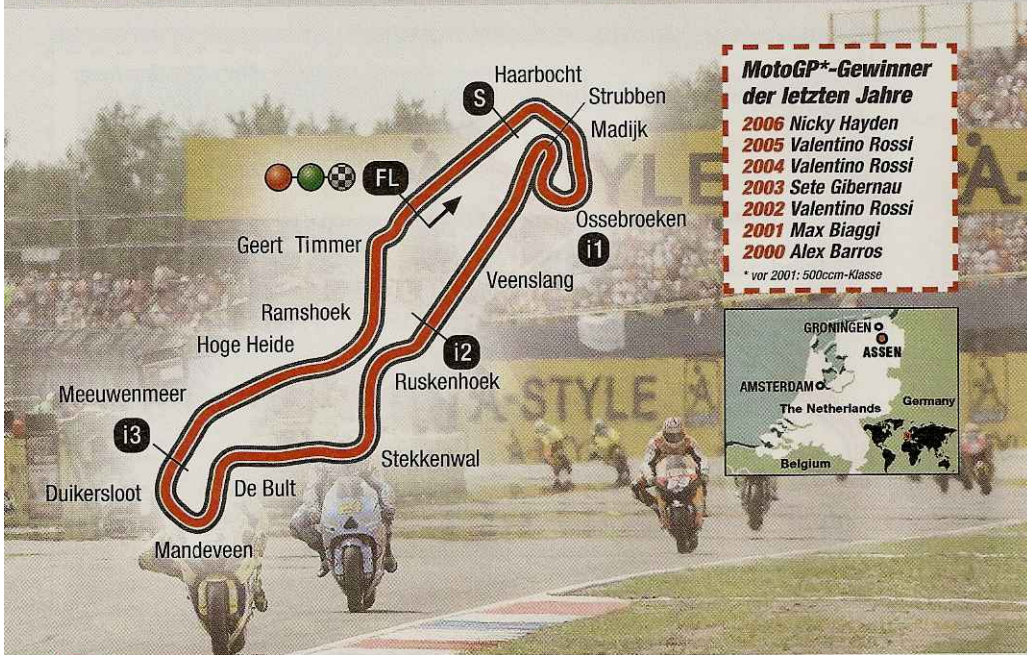 Haarbocht
S
Strubben
Madijk
FL
Ossebroeken
i1
Geert Timmer
Veenslang
Ramshoek
i2
Hoge Heide
Ruskenhoek
Meeuwenmeer
i3
Stekkenwal
Duikersloot
De Bult
Mandeveen
MotoGP*-Gewinner
der letzten Jahre
2006 Nicky Hayden
2005 Valentino Rossi
2004 Valentino Rossi
2003 Sete Gibernau
2002 Valentino Rossi
2001 Max Biaggi
2000 Alex Barros
* vor 2001: 500ccm-Klasse
GRONINGEN
ASSEN
AMSTERDAM
The Netherlands
Germany
Belgium
A-STYLE